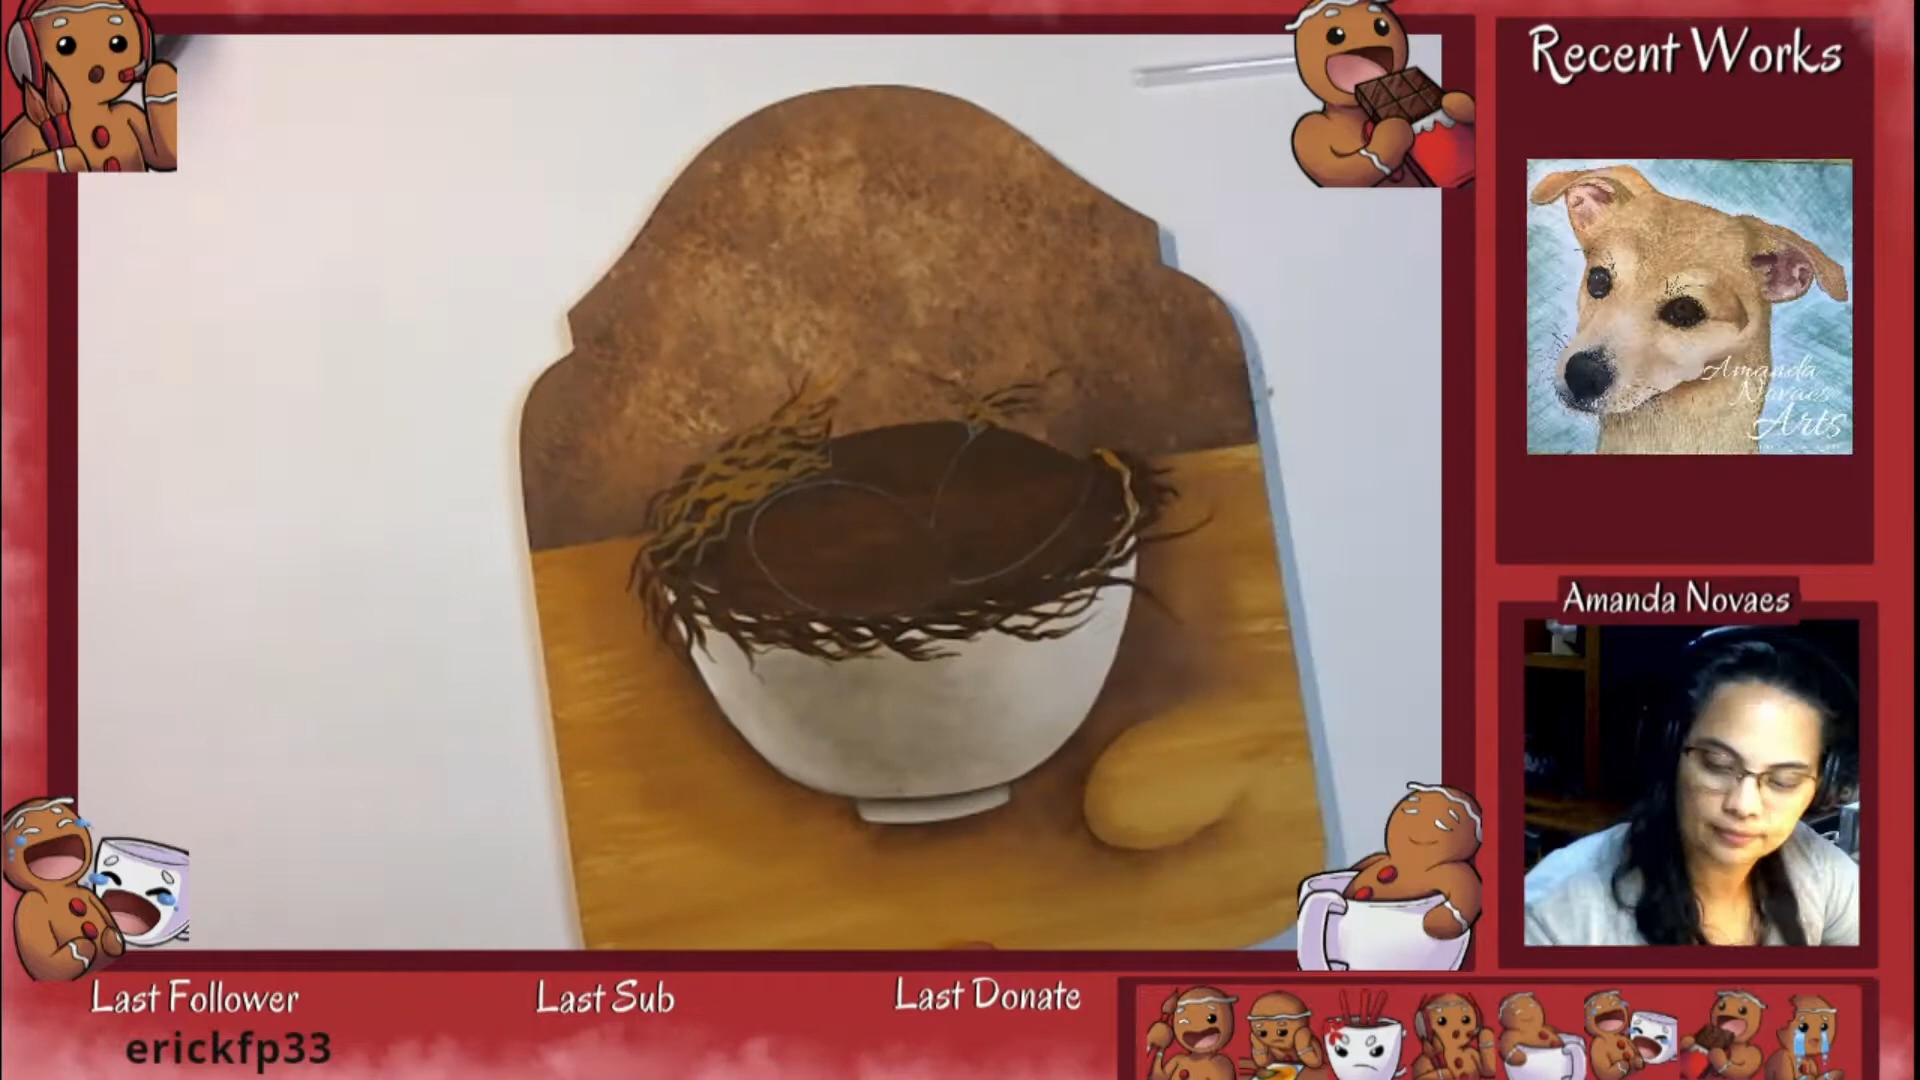 Recent Works
Amanda
Novaes
Arts
Amanda Novaes
Last Follower
Last Sub
Last Donate
erickfp33